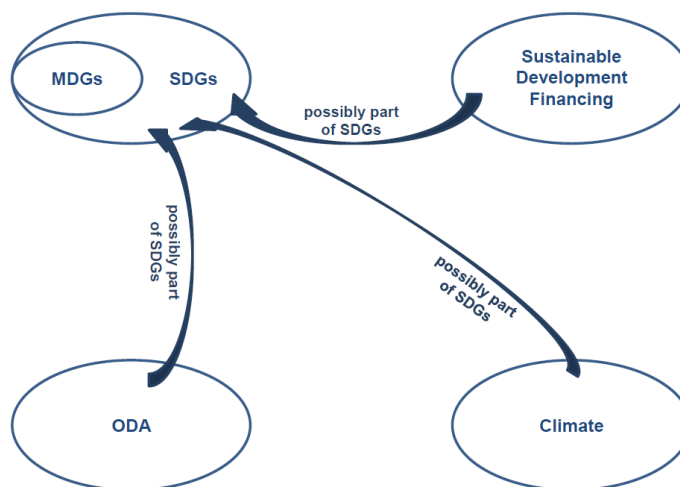 MDGs
SDGs
Sustainable
Development
Financing
possibly part
of SDGs
possibly part
of SDGs
possibly part
of SDGs
ODA
Climate